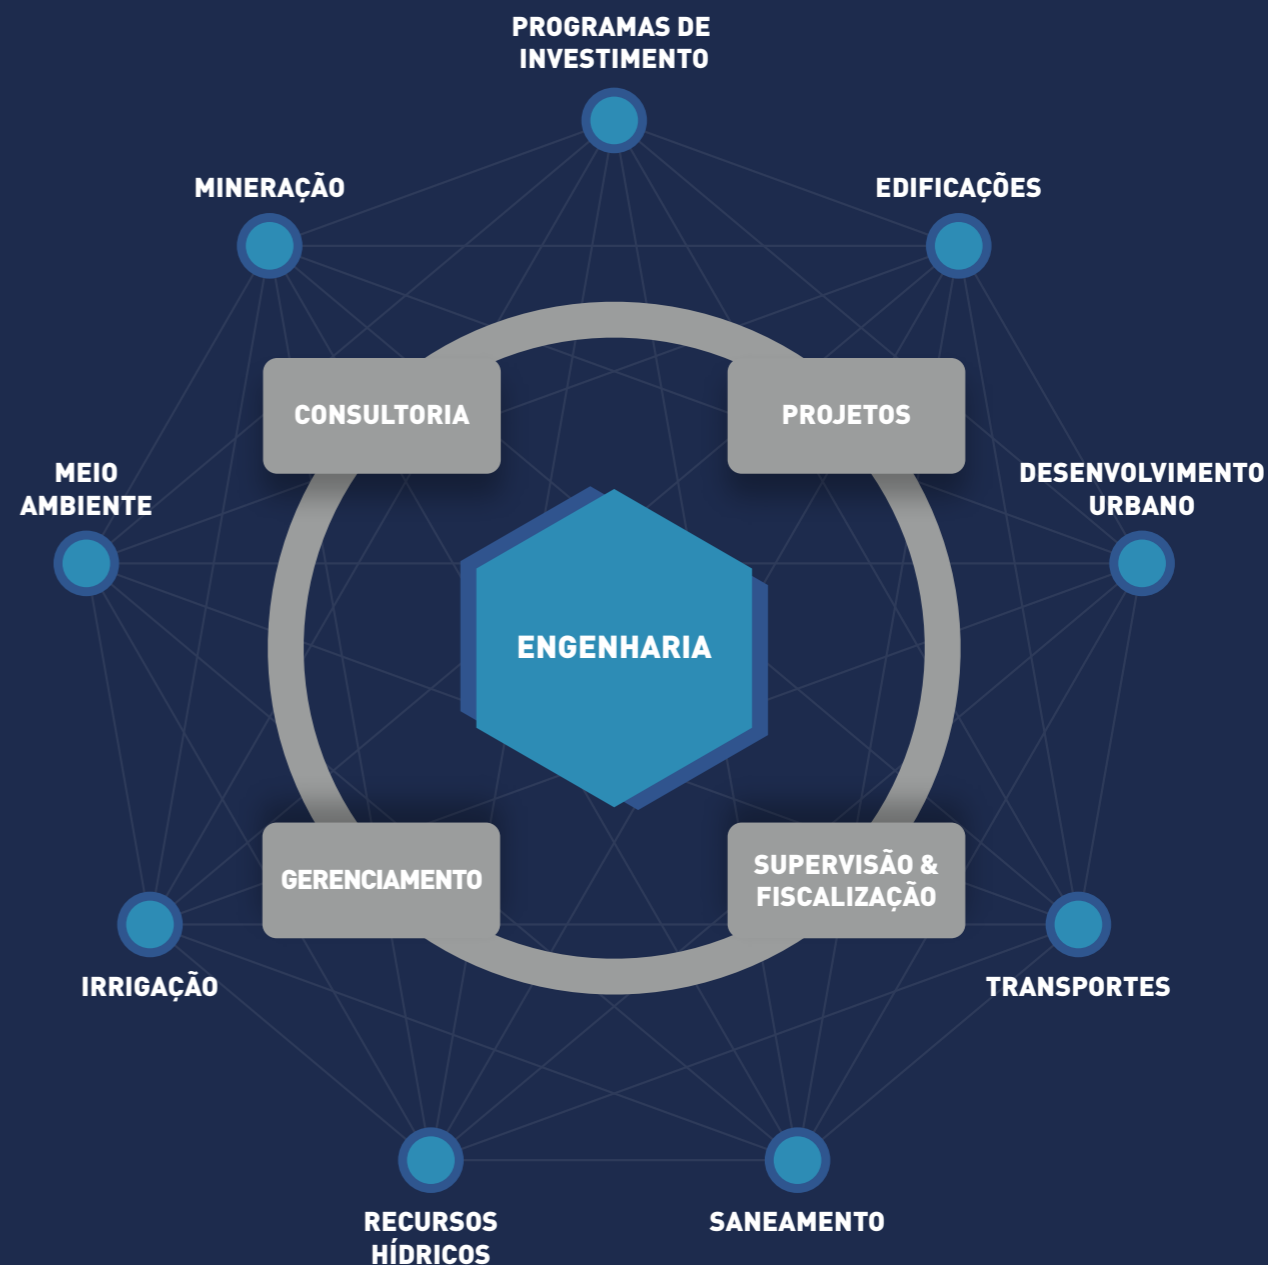 PROGRAMAS DE
INVESTIMENTO
MINERAÇÃO
EDIFICAÇÕES
CONSULTORIA
PROJETOS
MEIO
AMBIENTE
DESENVOLVIMENTO
URBANO
ENGENHARIA
GERENCIAMENTO
SUPERVISÃO &
FISCALIZAÇÃO
IRRIGAÇÃO
TRANSPORTES
RECURSOS
HÍDRICOS
SANEAMENTO